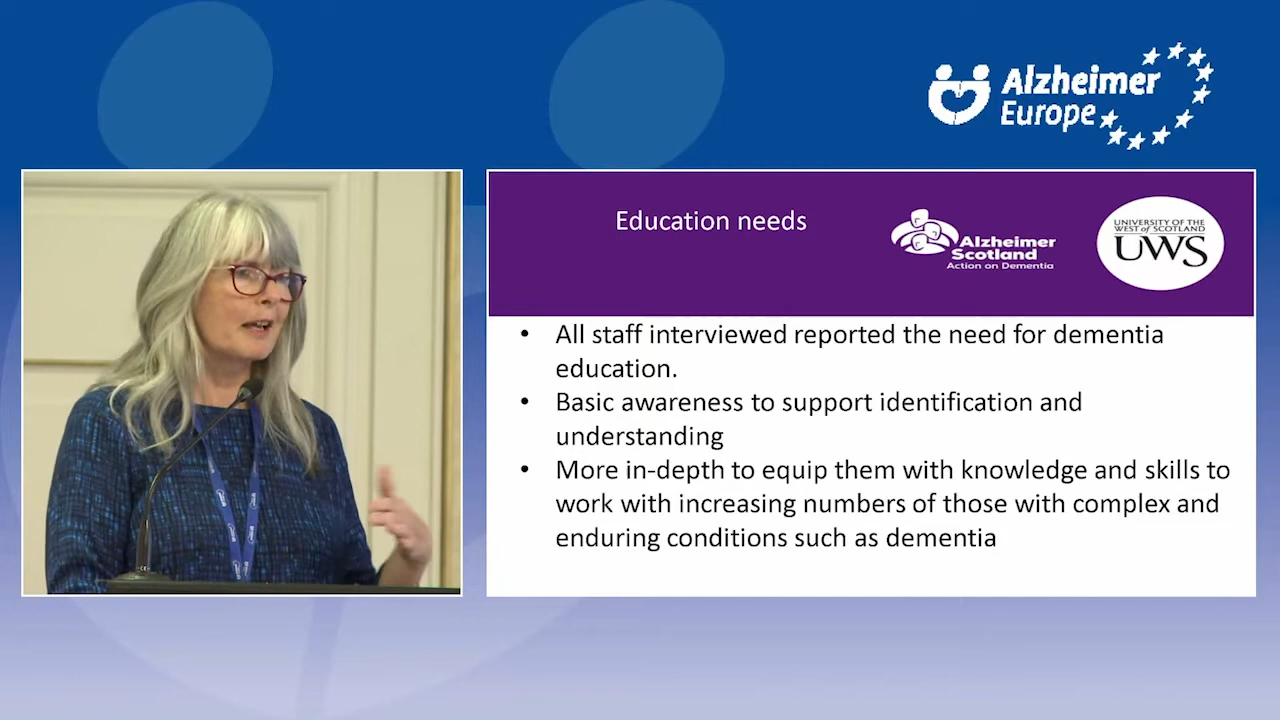 Alzheimer
Europe
Education needs
Alzheimer
Scotland
Action on Dementia
UNIVERSITY OF THE
WEST of SCOTLAND
UWS
• All staff interviewed reported the need for dementia
education.
• Basic awareness to support identification and
understanding
• More in-depth to equip them with knowledge and skills to
work with increasing numbers of those with complex and
enduring conditions such as dementia